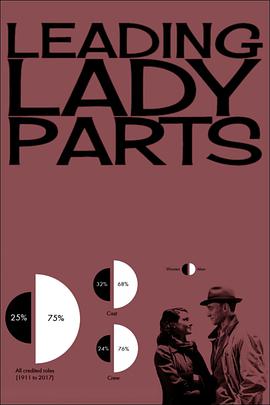 LEADING
LADY
PARTS
Women Men
32% 68%
Cast
25% 75%
24% 76%
Crew
All credited roles
(1911 to 2017)